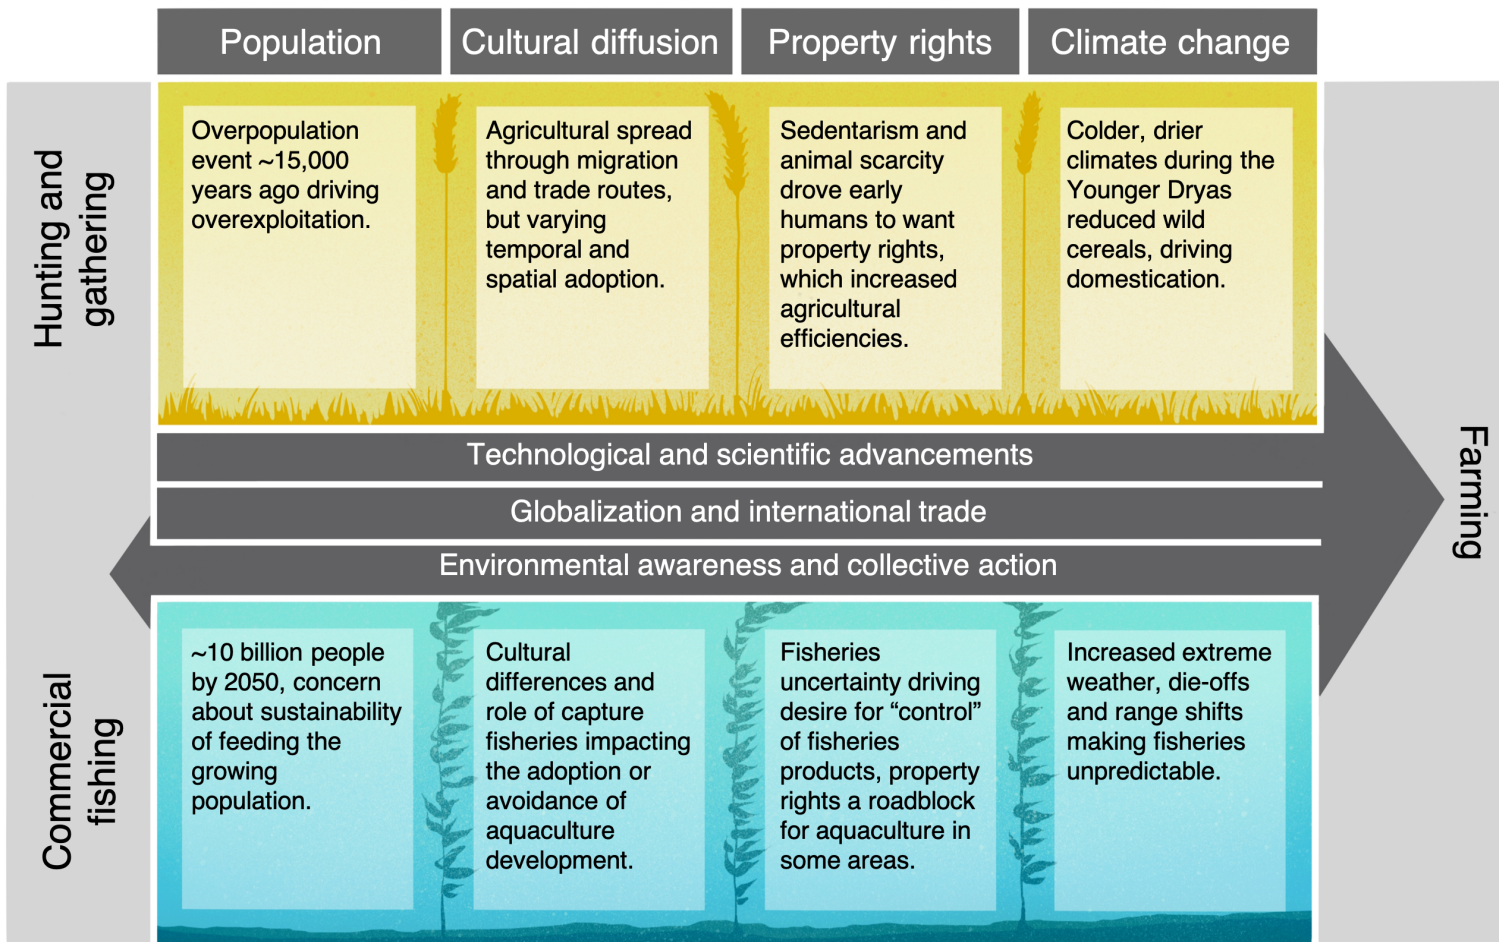 Population
Cultural diffusion
Property rights
Climate change
Hunting and
gathering
Overpopulation
event ~15,000
years ago driving
overexploitation.
Agricultural spread
through migration
and trade routes,
but varying
temporal and
spatial adoption.
Sedentarism and
animal scarcity
drove early
humans to want
property rights,
which increased
agricultural
efficiencies.
Colder, drier
climates during the
Younger Dryas
reduced wild
cereals, driving
domestication.
Technological and scientific advancements
Globalization and international trade
Environmental awareness and collective action
Farming
Commercial
fishing
~10 billion people
by 2050, concern
about sustainability
of feeding the
growing
population.
Cultural
differences and
role of capture
fisheries impacting
the adoption or
avoidance of
aquaculture
development.
Fisheries
uncertainty driving
desire for “control”
of fisheries
products, property
rights a roadblock
for aquaculture in
some areas.
Increased extreme
weather, die-offs
and range shifts
making fisheries
unpredictable.